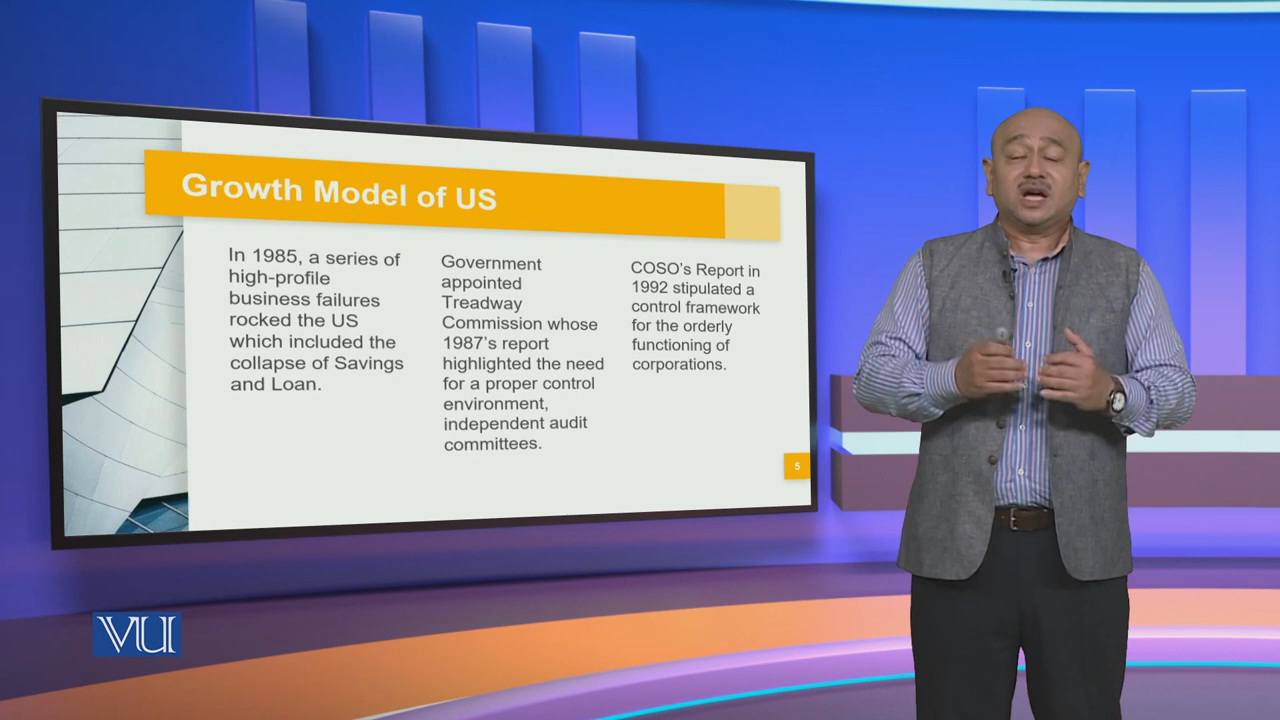 Growth Model of US
In 1985, a series of
high-profile
business failures
rocked the US
which included the
collapse of Savings
and Loan.
Government
appointed
Treadway
Commission whose
1987's report
highlighted the need
for a proper control
environment,
independent audit
committees.
COSO's Report in
1992 stipulated a
control framework
for the orderly
functioning of
corporations.
5
VU